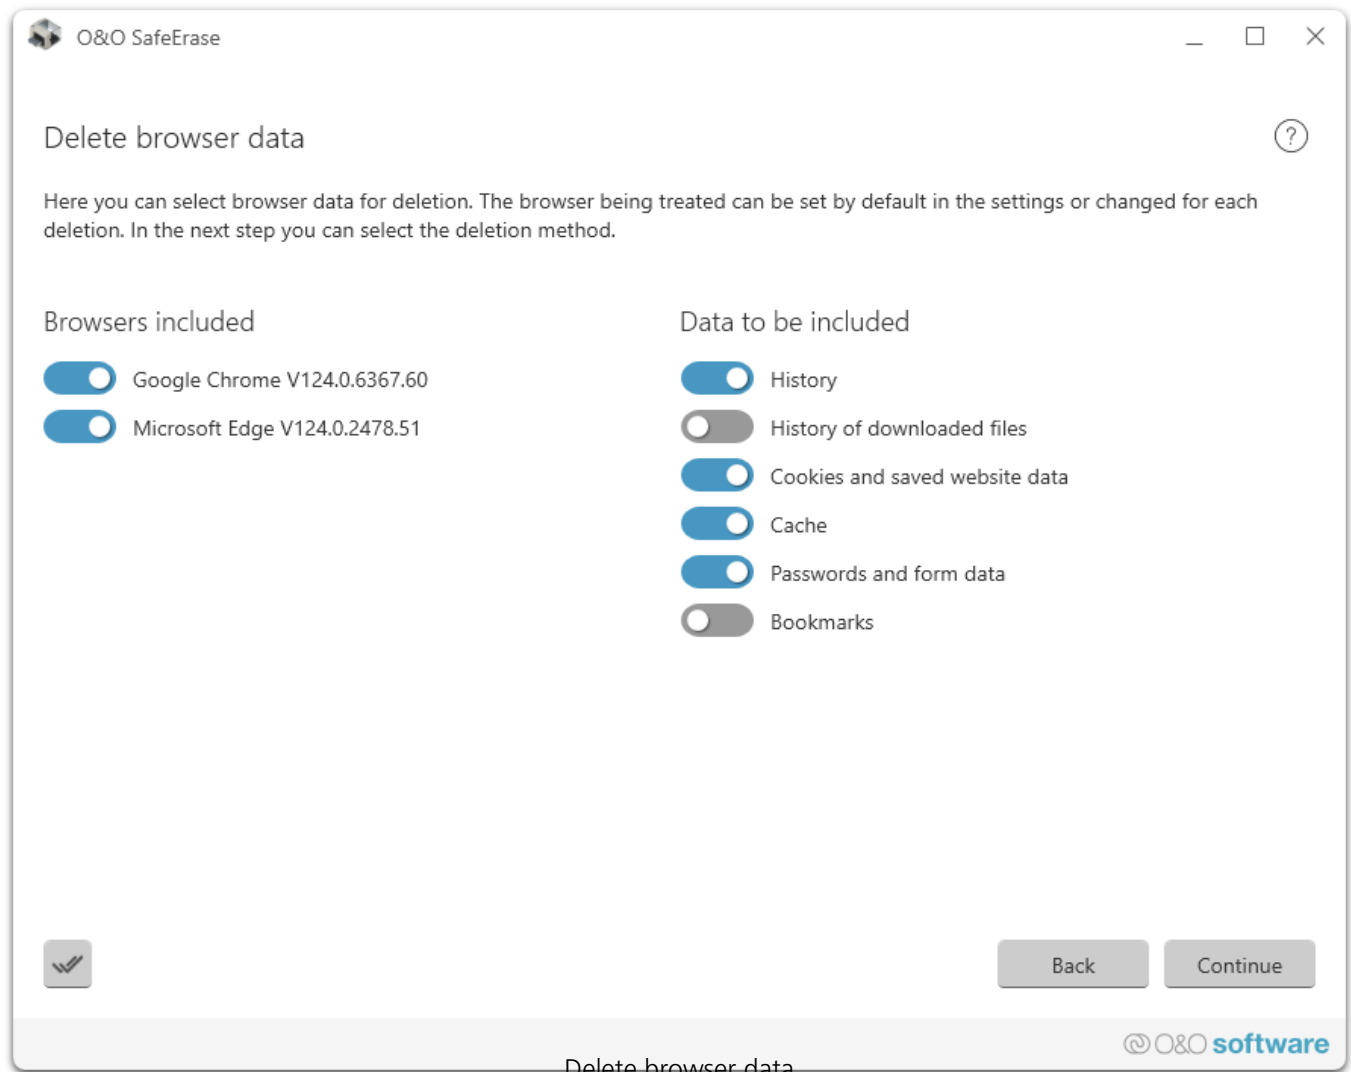 O&O SafeErase
Delete browser data
?
Here you can select browser data for deletion. The browser being treated can be set by default in the settings or changed for each
deletion. In the next step you can select the deletion method.
Browsers included
Google Chrome V124.0.6367.60
Microsoft Edge V124.0.2478.51
Data to be included
History
History of downloaded files
Cookies and saved website data
Cache
Passwords and form data
Bookmarks
Back
Continue
O&O software
Delete browser data